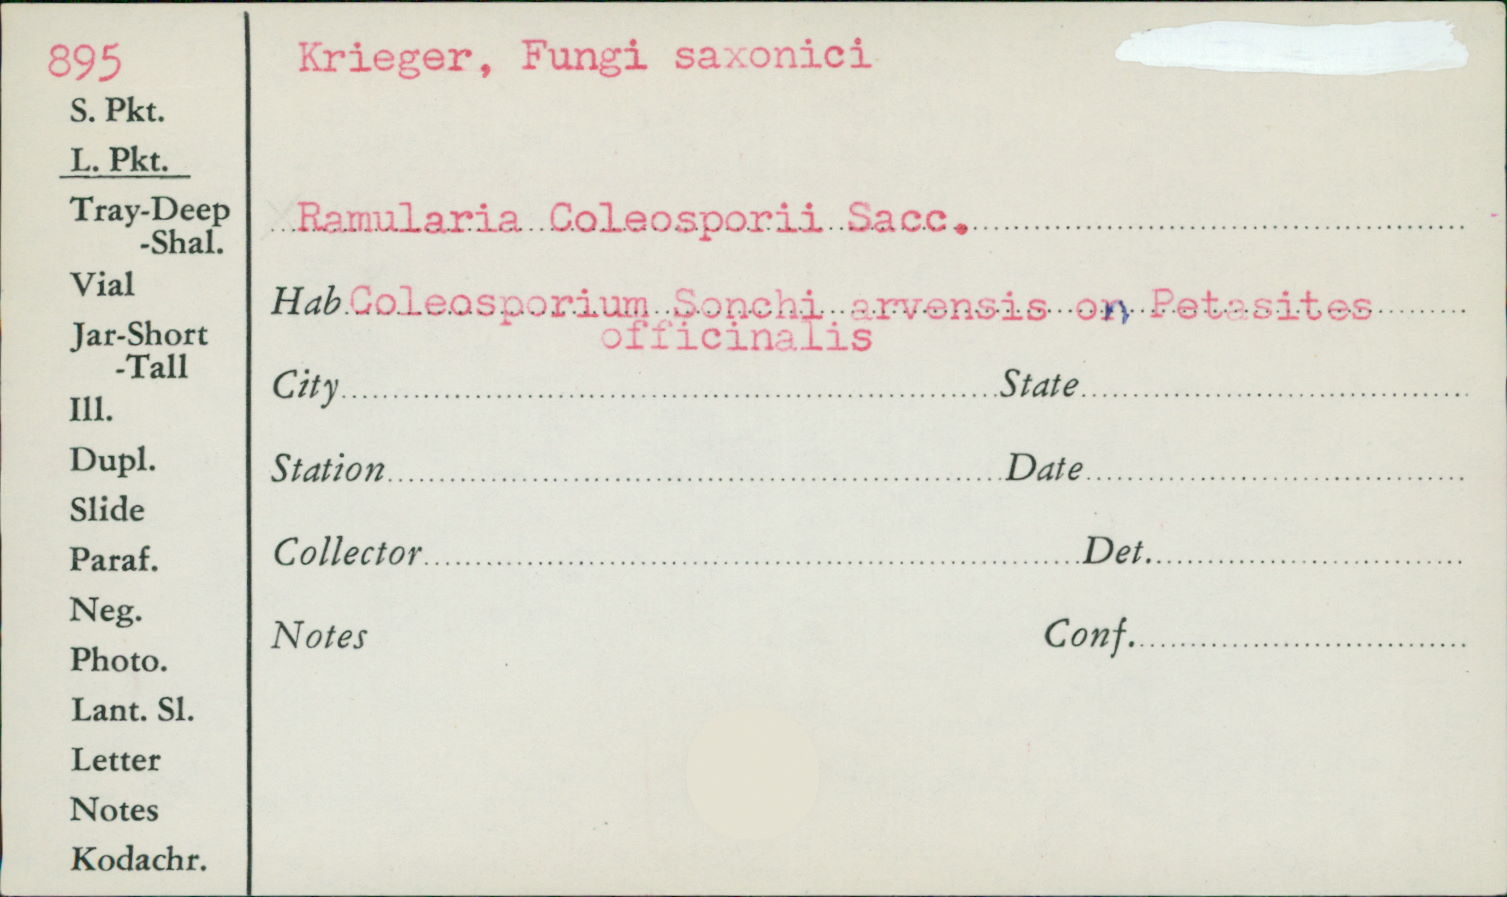 895
Krieger, Fungi saxonici
S. Pkt.
L. Pkt.
Tray-Deep
-Shal.
Vial
Jar-Short
-Tall
Ill.
Dupl.
Slide
Paraf.
Neg.
Photo.
Lant. Sl.
Letter
Notes
Kodachr.
Ramularia Coleosporii Sacc.
Hab. Coleosporium Sonchi arvensis on Petasites
officinalis
City
State
Station
Date
Collector
Det.
Notes
Conf.